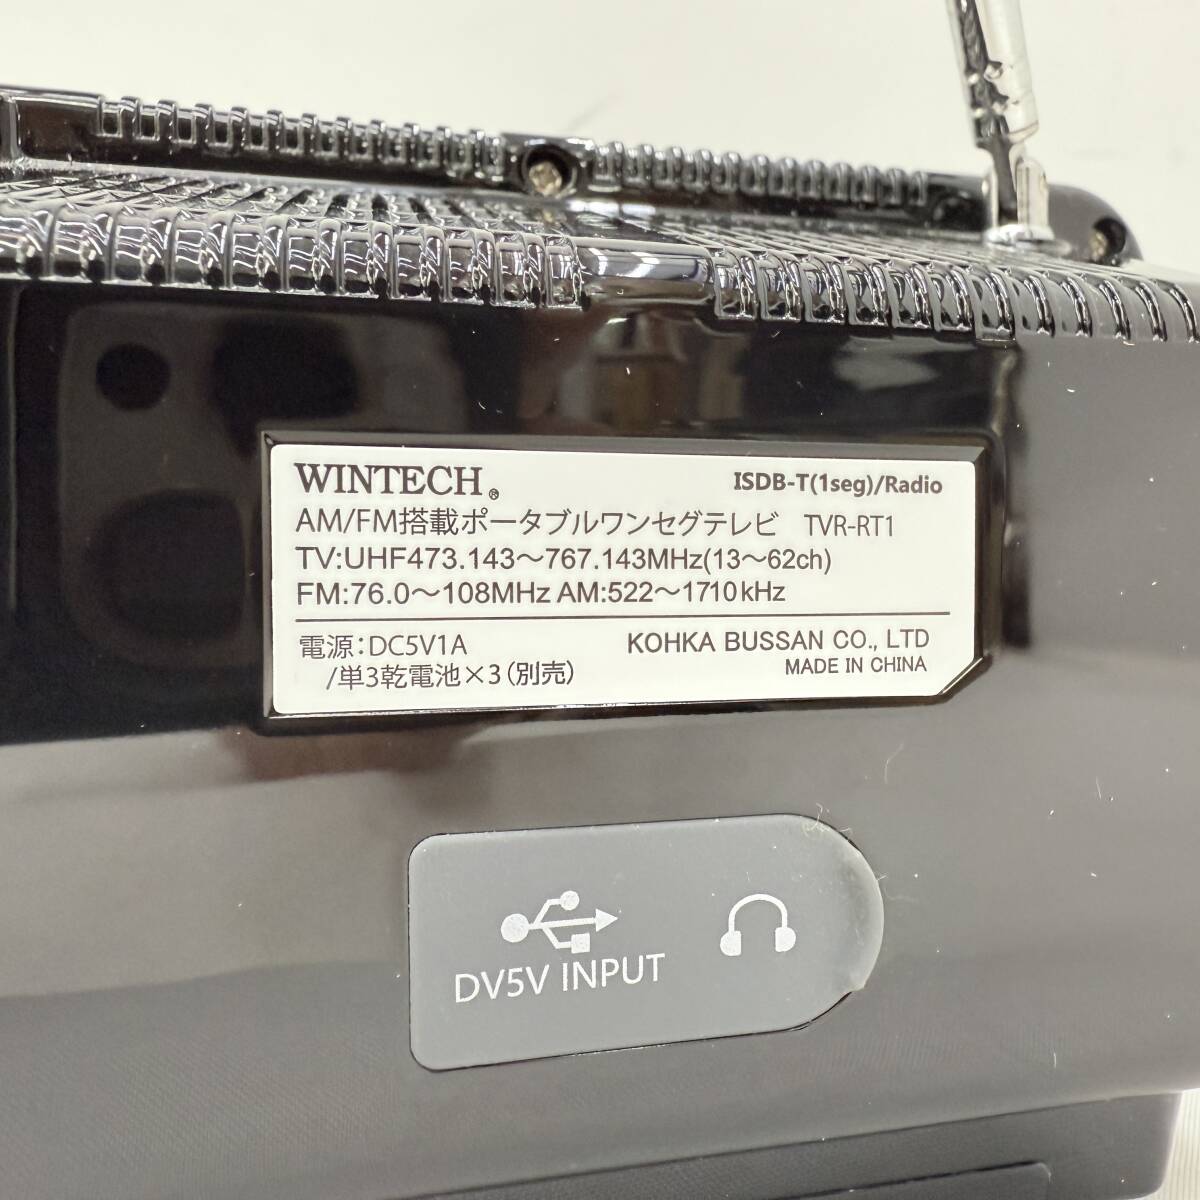 WINTECH®
ISDB-T(1seg)/Radio
AM/FM搭載ポータブルワンセグテレビ TVR-RT1
TV:UHF473.143〜767.143MHz(13〜62ch)
FM:76.0〜108MHz AM:522〜1710kHz
電源:DC5V1A
/単3乾電池×3(別売)
KOHKA BUSSAN CO., LTD
MADE IN CHINA
DV5V INPUT